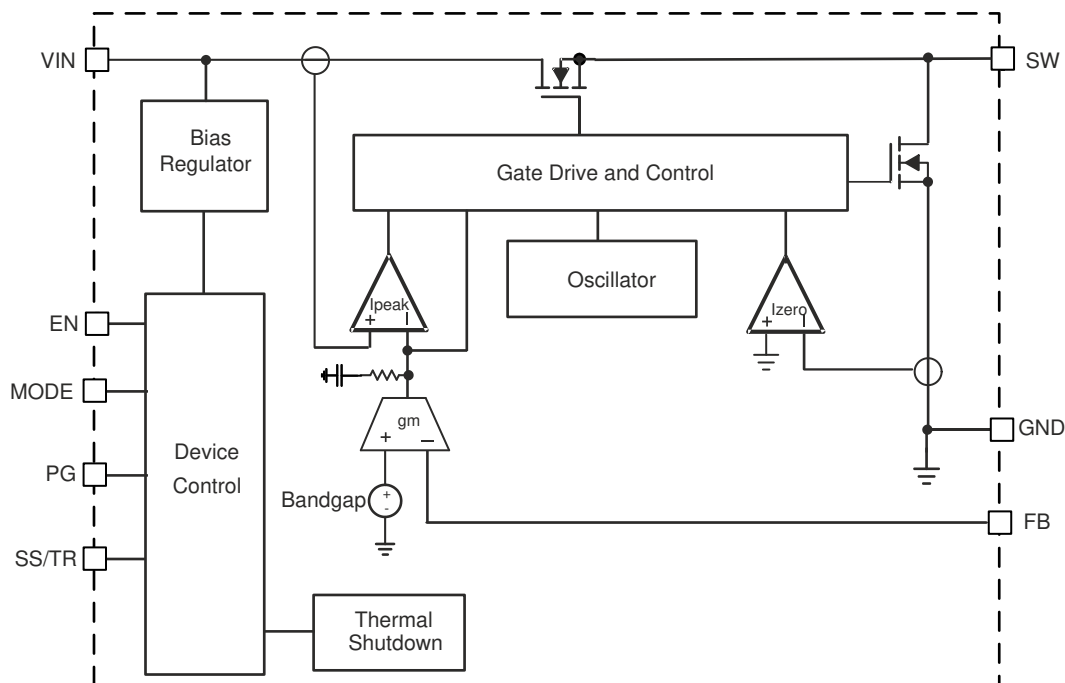 VIN
SW
Bias
Regulator
Gate Drive and Control
Oscillator
Ipeak
+ −
Izero
+ −
EN
MODE
gm
+ −
GND
PG
Device
Control
Bandgap
+
-
FB
SS/TR
Thermal
Shutdown